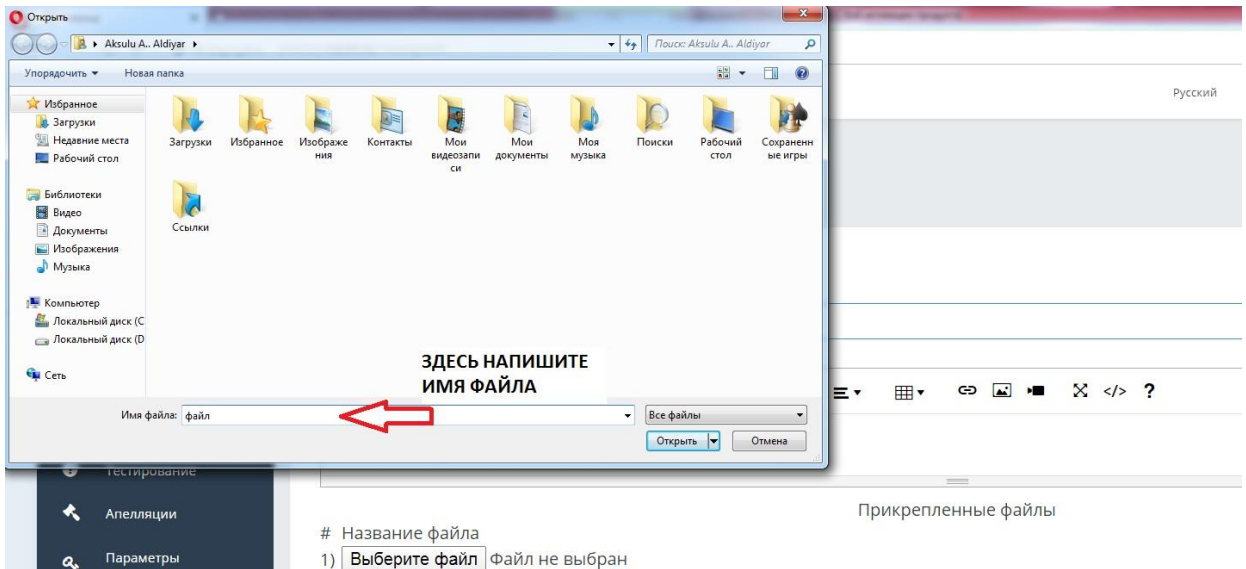 Открыть
Aksulu A.. Aldiyar
Поиск: Aksulu A.. Aldiyar
Упорядочить
Новая папка
Русский
Избранное
Загрузки
Недавние места
Рабочий стол
Библиотеки
Видео
Документы
Изображения
Музыка
Компьютер
Локальный диск (C
Локальный диск (D
Сеть
Загрузки
Избранное
Изображе
ния
Контакты
Мои
видеозапи
си
Мои
документы
Моя
музыка
Поиски
Рабочий
стол
Сохраненн
ые игры
Ссылки
ЗДЕСЬ НАПИШИТЕ
ИМЯ ФАЙЛА
Имя файла: файл
Все файлы
Открыть
Отмена
</> ?
Тестирование
Апелляции
Параметры
Прикрепленные файлы
# Название файла
1) Выберите файл Файл не выбран